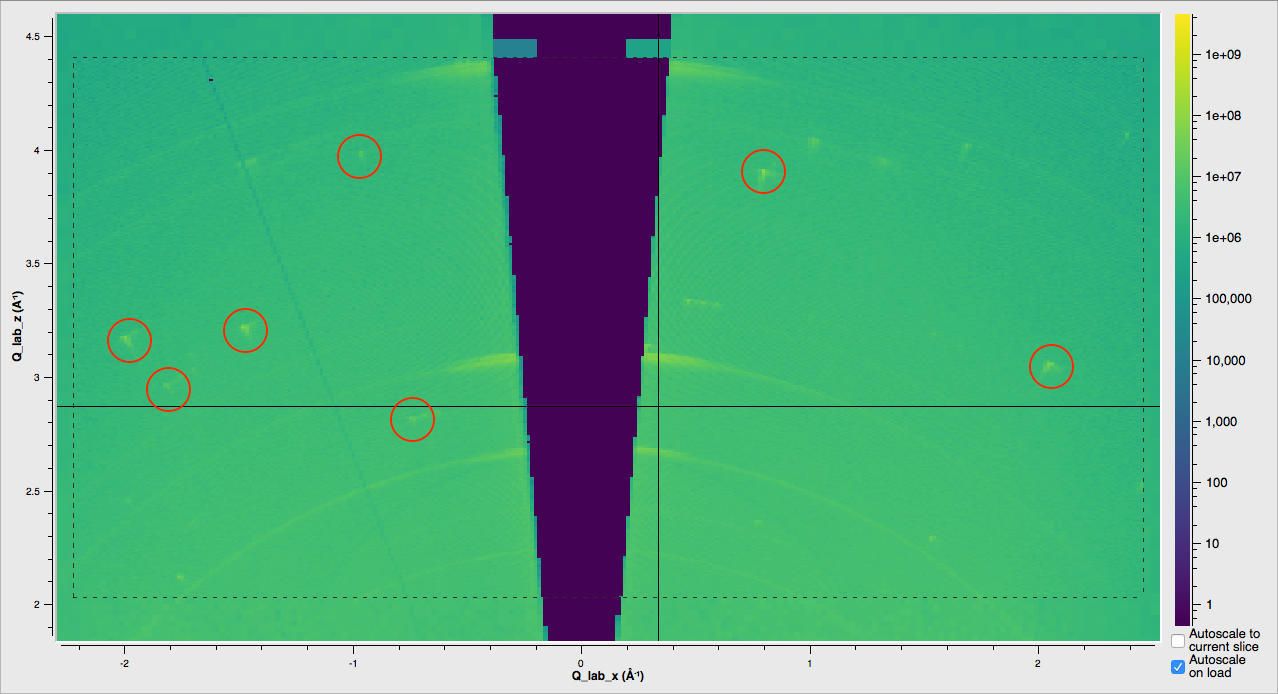 4.5
4
3.5
3
2.5
2
Q_lab_z (Å⁻¹)
-2
-1
0
1
2
Q_lab_x (Å⁻¹)
1e+09
1e+08
1e+07
1e+06
100,000
10,000
1,000
100
10
1
Autoscale to
current slice
Autoscale
on load